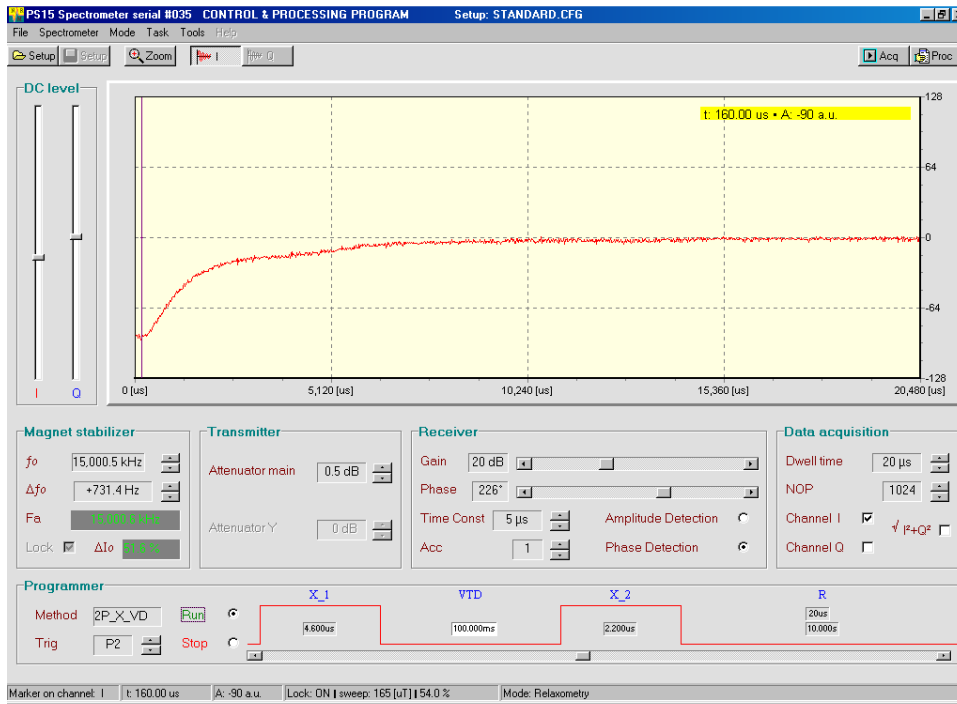 PS15 Spectrometer serial #035 CONTROL & PROCESSING PROGRAM Setup: STANDARD.CFG
File Spectrometer Mode Task Tools Help
Setup Setup Zoom I Q Acq Proc
DC level
I Q
t: 160.00 us • A: -90 a.u.
128
64
0
-64
-128
0 [us] 5,120 [us] 10,240 [us] 15,360 [us] 20,480 [us]
Magnet stabilizer
fo 15,000.5 kHz
Δfo +731.4 Hz
Fa 15,000.6 kHz
Lock ΔIo 51.6 %
Transmitter
Attenuator main 0.5 dB
Attenuator Y 0 dB
Receiver
Gain 20 dB
Phase 226°
Time Const 5 µs Amplitude Detection
Acc 1 Phase Detection
Data acquisition
Dwell time 20 µs
NOP 1024
Channel I √ I²+Q²
Channel Q
Programmer
Method 2P_X_VD Run
Trig P2 Stop
X_1 VTD X_2 R
4.600us 100.000ms 2.200us 20us
10.000s
Marker on channel: I t: 160.00 us A: -90 a.u. Lock: ON | sweep: 165 [uT] | 54.0 % Mode: Relaxometry